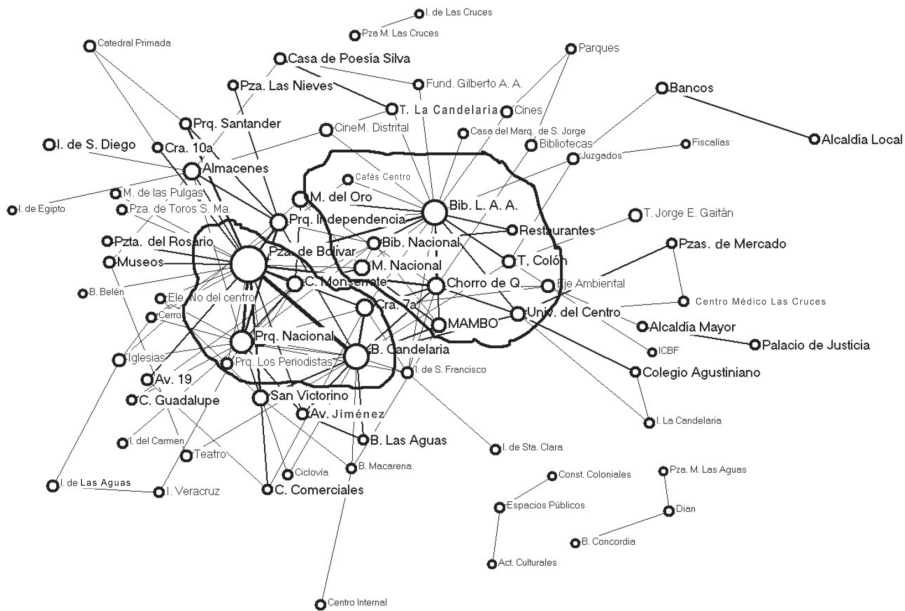 I. de Las Cruces
Pza M. Las Cruces
Catedral Primada
Parques
Casa de Poesía Silva
Pza. Las Nieves
Fund. Gilberto A. A.
Bancos
T. La Candelaria
Cines
Prq. Santander
CineM. Distrital
Casa del Marq. de S. Jorge
Alcaldía Local
I. de S. Diego
Cra. 10a
Bibliotecas
Fiscalías
Juzgados
Almacenes
Cafés Centro
M. de las Pulgas
M. del Oro
I. de Egipto
Pza. de Toros S. Ma.
Bib. L. A. A.
T. Jorge E. Gaitán
Prq. Independencia
Restaurantes
Pzta. del Rosario
Bib. Nacional
Pzas. de Mercado
Pza. de Bolívar
Museos
M. Nacional
T. Colón
C. Monserrate
Chorro de Q.
Eje Ambiental
B. Belén
Ele. No del centro
Centro Médico Las Cruces
Cerros
Cra. 7a
Univ. del Centro
MAMBO
Alcaldía Mayor
Prq. Nacional
Palacio de Justicia
B. Candelaria
ICBF
Iglesias
Prq. Los Periodistas
I. de S. Francisco
Colegio Agustiniano
Av. 19
C. Guadalupe
San Victorino
Av. Jiménez
I. La Candelaria
I. del Carmen
B. Las Aguas
I. de Sta. Clara
Teatro
B. Macarena
Ciclovía
Const. Coloniales
Pza. M. Las Aguas
I. de Las Aguas
I. Veracruz
C. Comerciales
Espacios Públicos
Dian
B. Concordia
Act. Culturales
Centro Internal